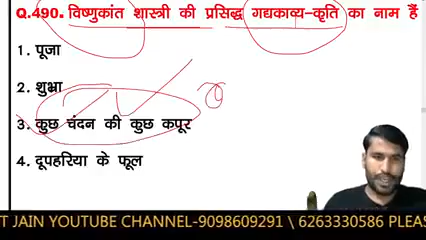 Q.490. विष्णुकांत शास्त्री की प्रसिद्ध गद्यकाव्य-कृति का नाम हैं
1. पूजा
2. शुभ्रा
3. कुछ चंदन की कुछ कपूर
4. दूपहरिया के फूल
T JAIN YOUTUBE CHANNEL-9098609291 \ 6263330586 PLEAS